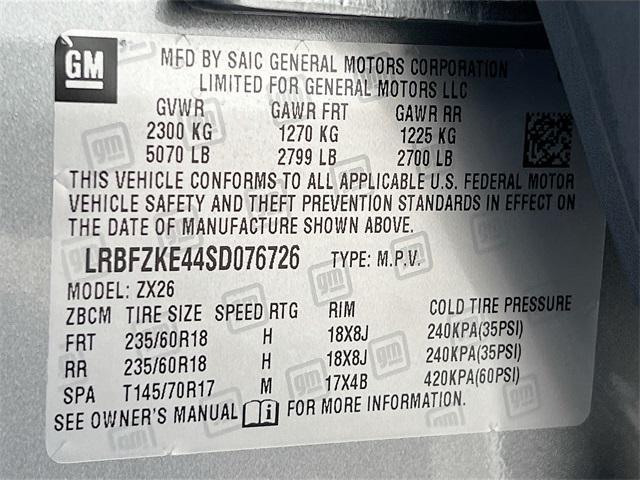 GM
MFD BY SAIC GENERAL MOTORS CORPORATION
LIMITED FOR GENERAL MOTORS LLC
GVWR GAWR FRT GAWR RR
2300 KG 1270 KG 1225 KG
5070 LB 2799 LB 2700 LB
THIS VEHICLE CONFORMS TO ALL APPLICABLE U.S. FEDERAL MOTOR
VEHICLE SAFETY AND THEFT PREVENTION STANDARDS IN EFFECT ON
THE DATE OF MANUFACTURE SHOWN ABOVE.
LRBFZKE44SD076726 TYPE: M.P.V.
MODEL: ZX26
ZBCM TIRE SIZE SPEED RTG RIM COLD TIRE PRESSURE
FRT 235/60R18 H 18X8J 240KPA(35PSI)
RR 235/60R18 H 18X8J 240KPA(35PSI)
SPA T145/70R17 M 17X4B 420KPA(60PSI)
SEE OWNER'S MANUAL FOR MORE INFORMATION.